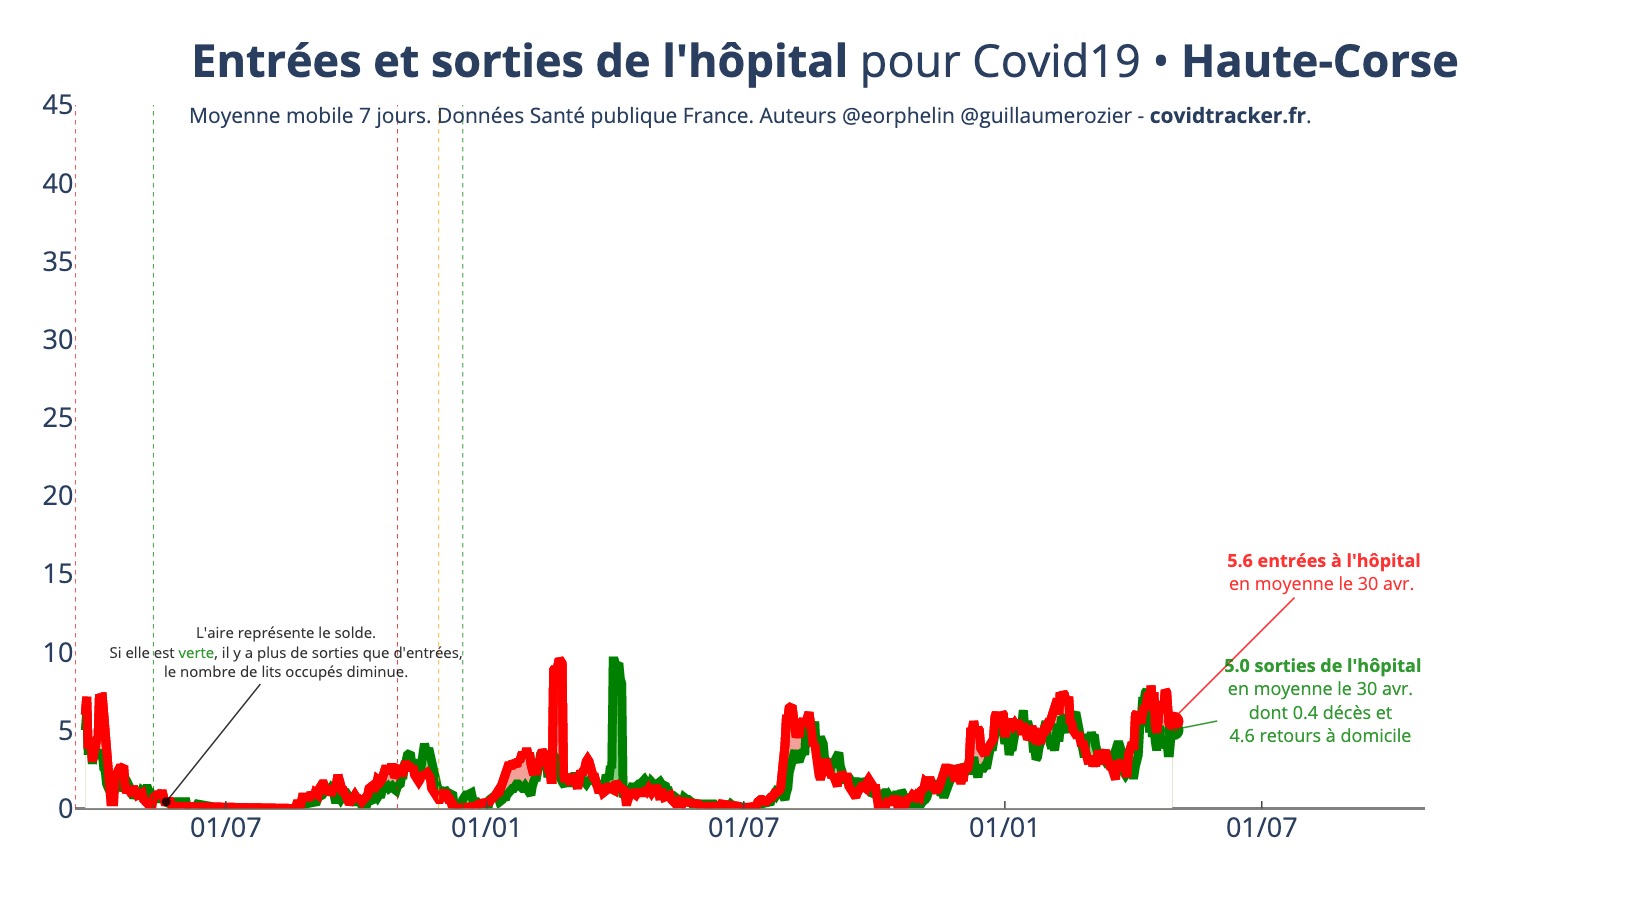 Entrées et sorties de l'hôpital pour Covid19 • Haute-Corse
Moyenne mobile 7 jours. Données Santé publique France. Auteurs @eorphelin @guillaumerozier - covidtracker.fr.
45
40
35
30
25
20
15
10
5
0
L'aire représente le solde.
Si elle est verte, il y a plus de sorties que d'entrées,
le nombre de lits occupés diminue.
5.6 entrées à l'hôpital
en moyenne le 30 avr.
5.0 sorties de l'hôpital
en moyenne le 30 avr.
dont 0.4 décès et
4.6 retours à domicile
01/07
01/01
01/07
01/01
01/07